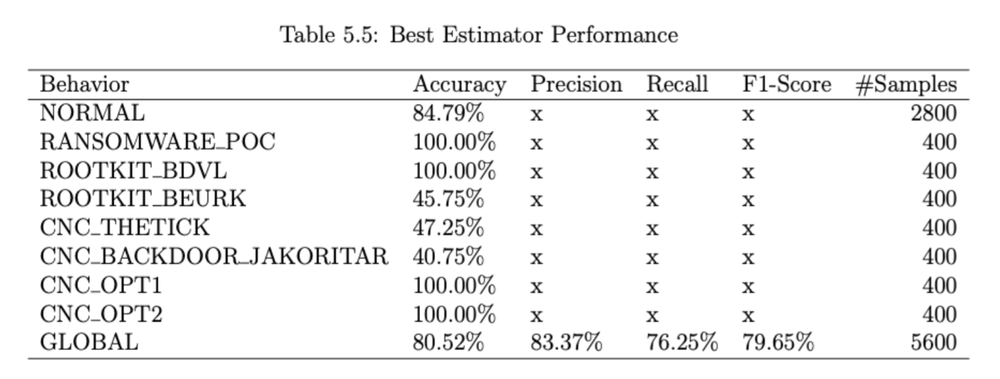 Table 5.5: Best Estimator Performance
Behavior Accuracy Precision Recall F1-Score #Samples
NORMAL 84.79% x x x 2800
RANSOMWARE_POC 100.00% x x x 400
ROOTKIT_BDVL 100.00% x x x 400
ROOTKIT_BEURK 45.75% x x x 400
CNC_THETICK 47.25% x x x 400
CNC_BACKDOOR_JAKORITAR 40.75% x x x 400
CNC_OPT1 100.00% x x x 400
CNC_OPT2 100.00% x x x 400
GLOBAL 80.52% 83.37% 76.25% 79.65% 5600